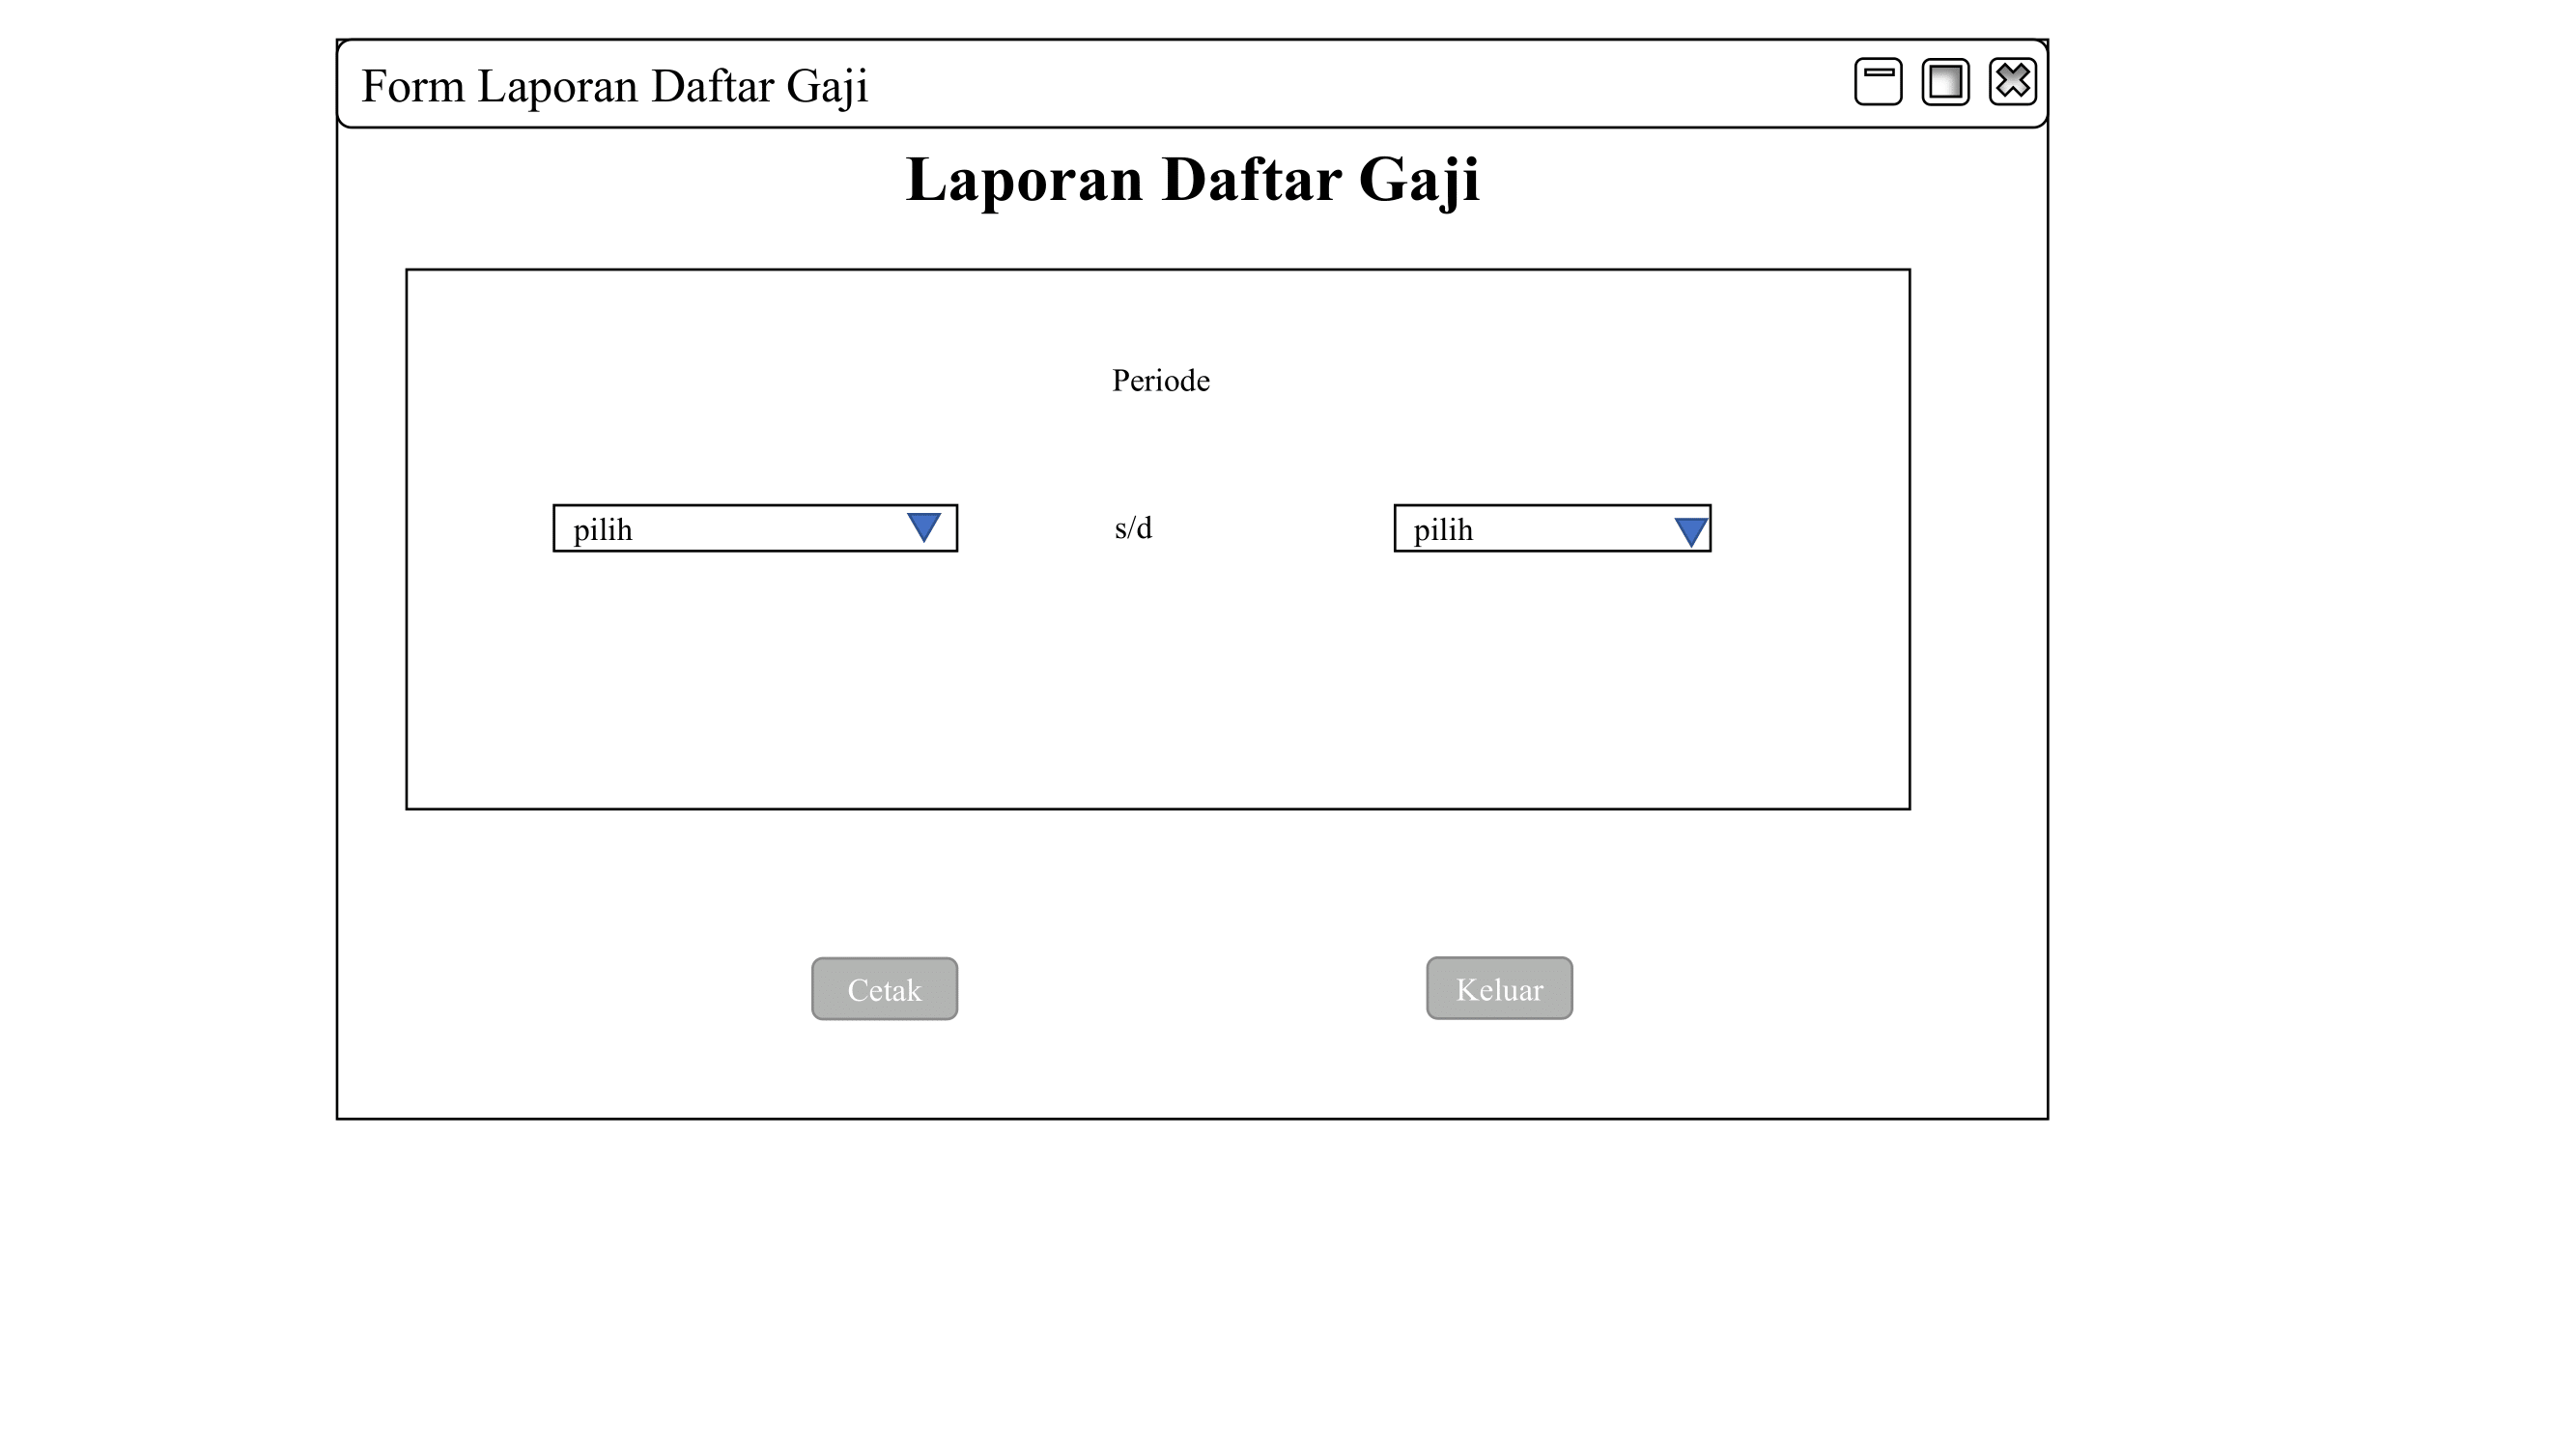 Form Laporan Daftar Gaji
Laporan Daftar Gaji
Periode
pilih s/d pilih
Cetak Keluar